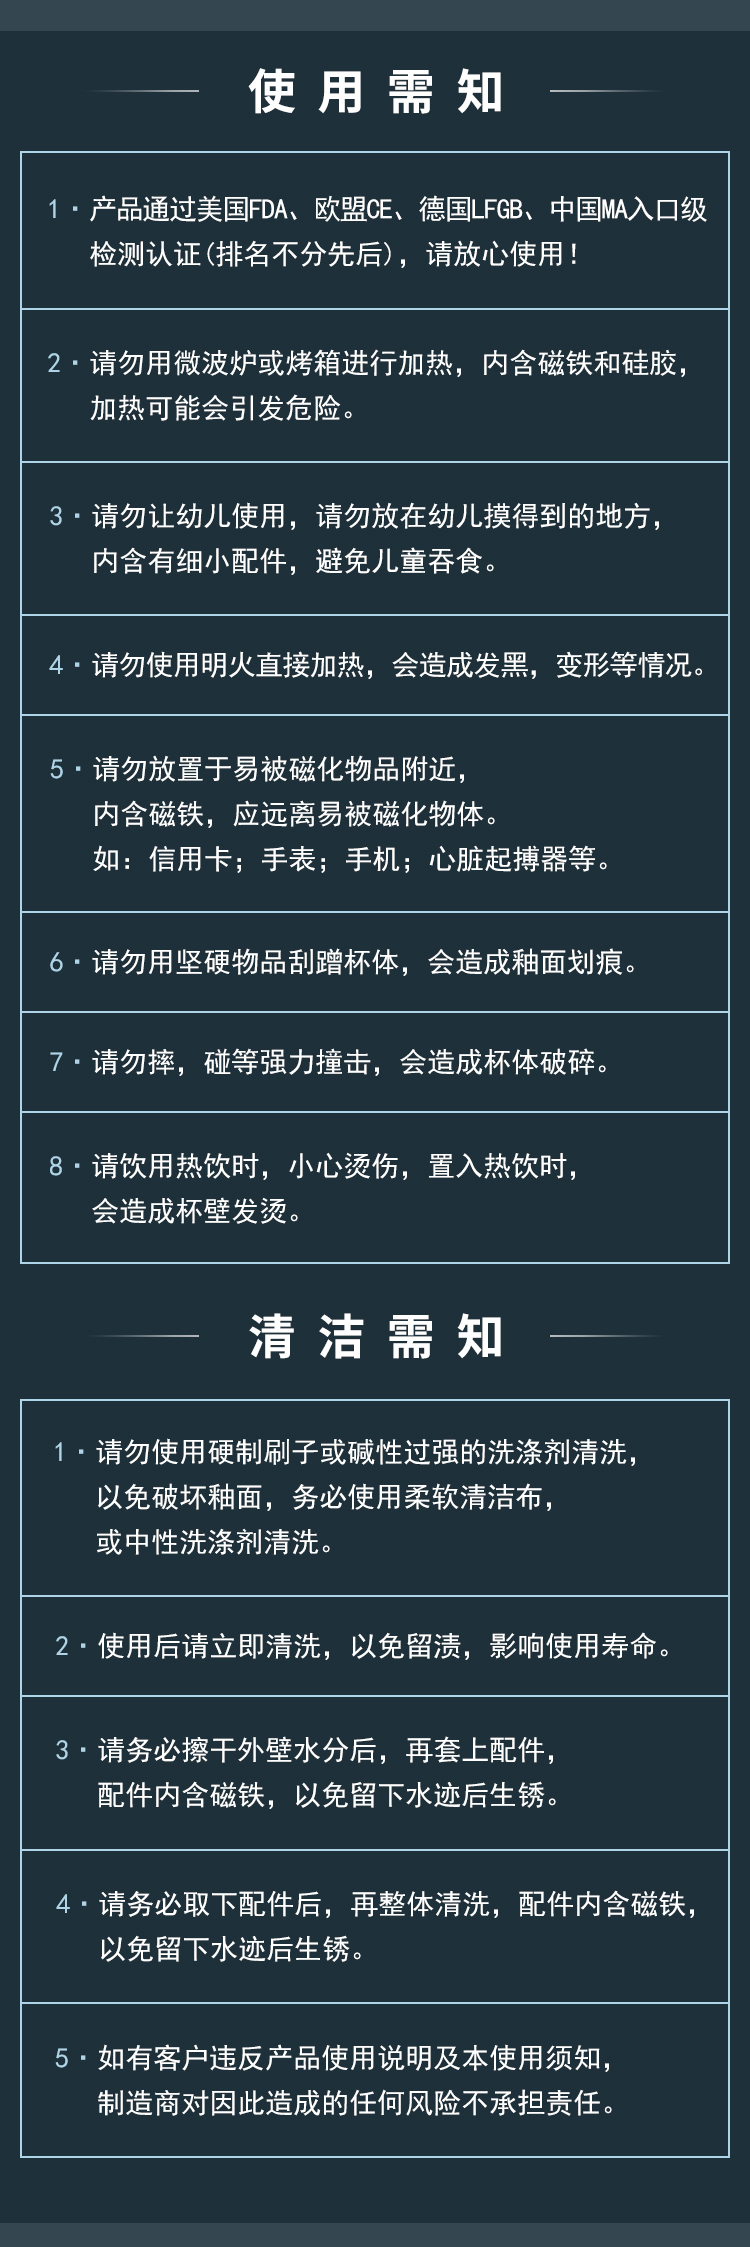 使用需知
1·产品通过美国FDA、欧盟CE、德国LFGB、中国MA入口级
检测认证(排名不分先后)，请放心使用！
2·请勿用微波炉或烤箱进行加热，内含磁铁和硅胶，
加热可能会引发危险。
3·请勿让幼儿使用，请勿放在幼儿摸得到的地方，
内含有细小配件，避免儿童吞食。
4·请勿使用明火直接加热，会造成发黑，变形等情况。
5·请勿放置于易被磁化物品附近，
内含磁铁，应远离易被磁化物体。
如：信用卡；手表；手机；心脏起搏器等。
6·请勿用坚硬物品刮蹭杯体，会造成釉面划痕。
7·请勿摔，碰等强力撞击，会造成杯体破碎。
8·请饮用热饮时，小心烫伤，置入热饮时，
会造成杯壁发烫。
清洁需知
1·请勿使用硬制刷子或碱性过强的洗涤剂清洗，
以免破坏釉面，务必使用柔软清洁布，
或中性洗涤剂清洗。
2·使用后请立即清洗，以免留渍，影响使用寿命。
3·请务必擦干外壁水分后，再套上配件，
配件内含磁铁，以免留下水迹后生锈。
4·请务必取下配件后，再整体清洗，配件内含磁铁，
以免留下水迹后生锈。
5·如有客户违反产品使用说明及本使用须知，
制造商对因此造成的任何风险不承担责任。